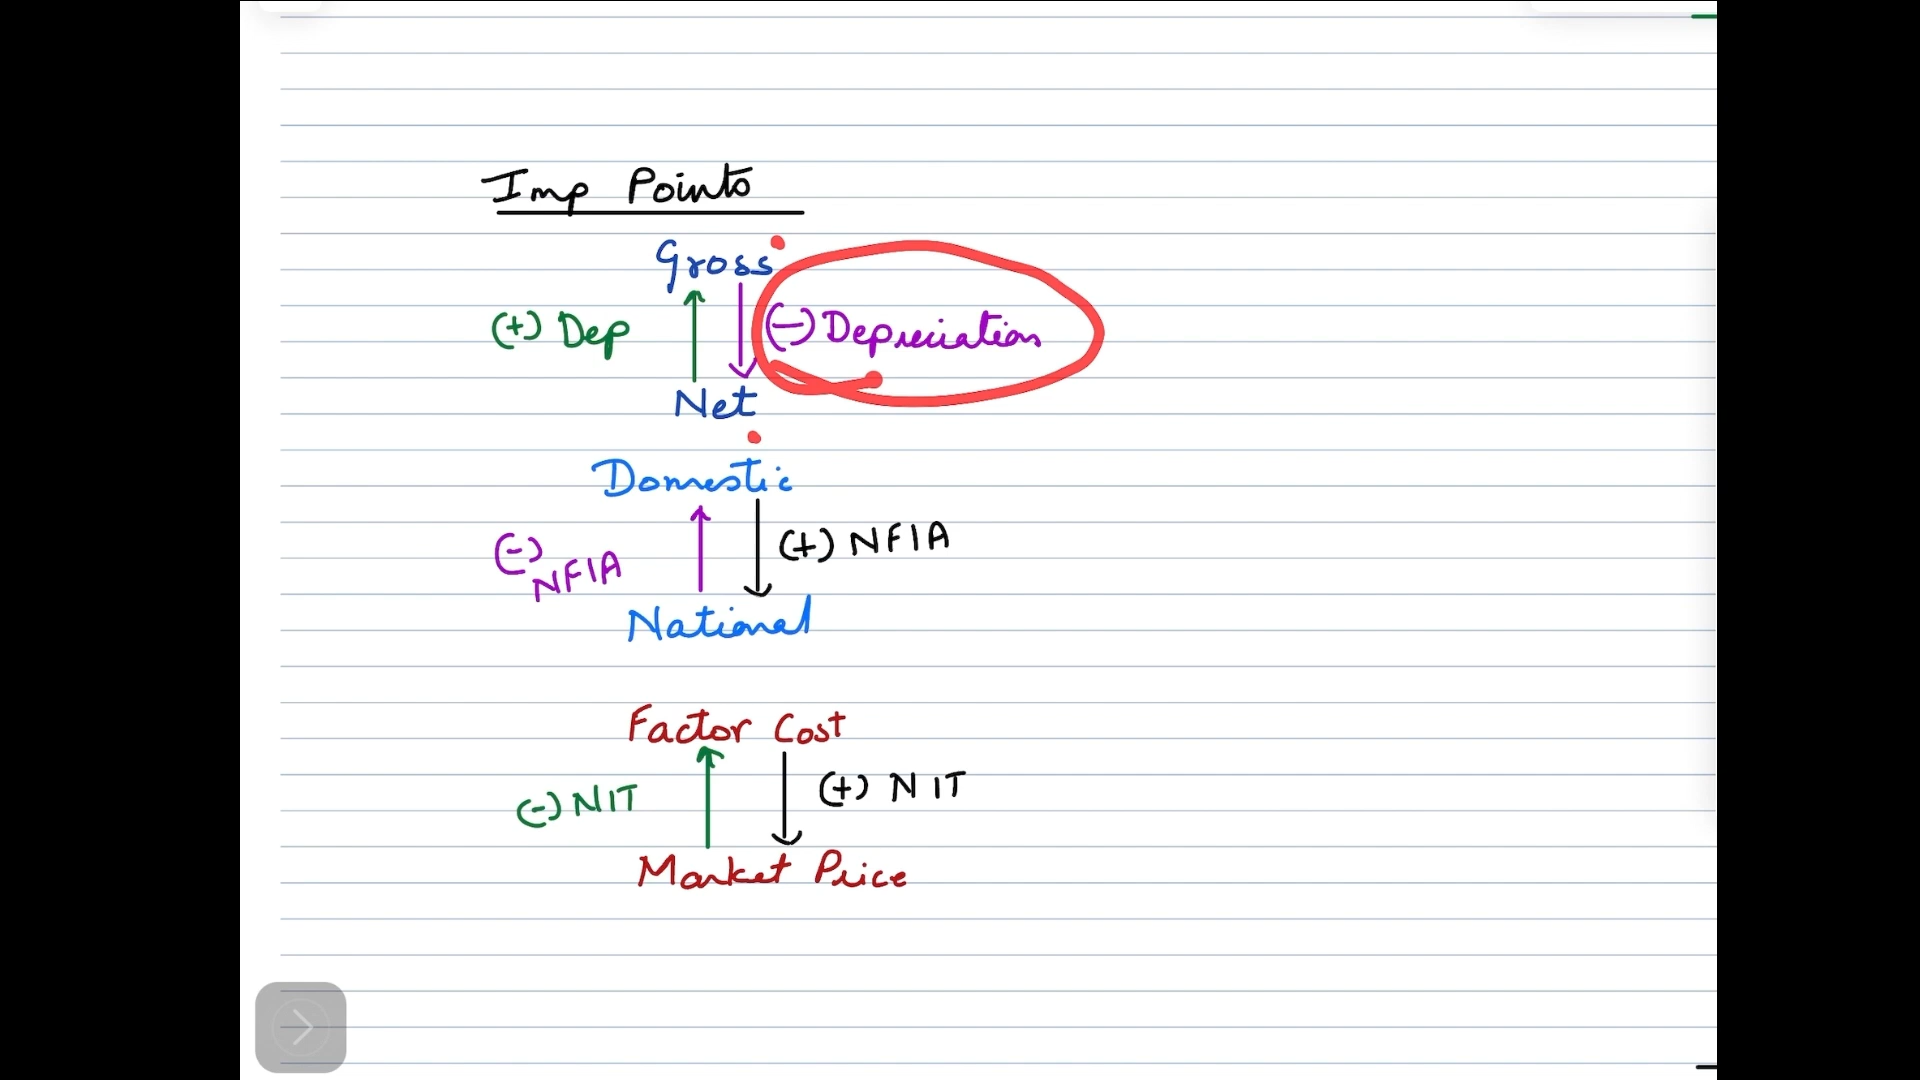 Imp Points
Gross
(+) Dep (-) Depreciation
Net
Domestic
(-) NFIA (+) NFIA
National
Factor Cost
(-) NIT (+) NIT
Market Price